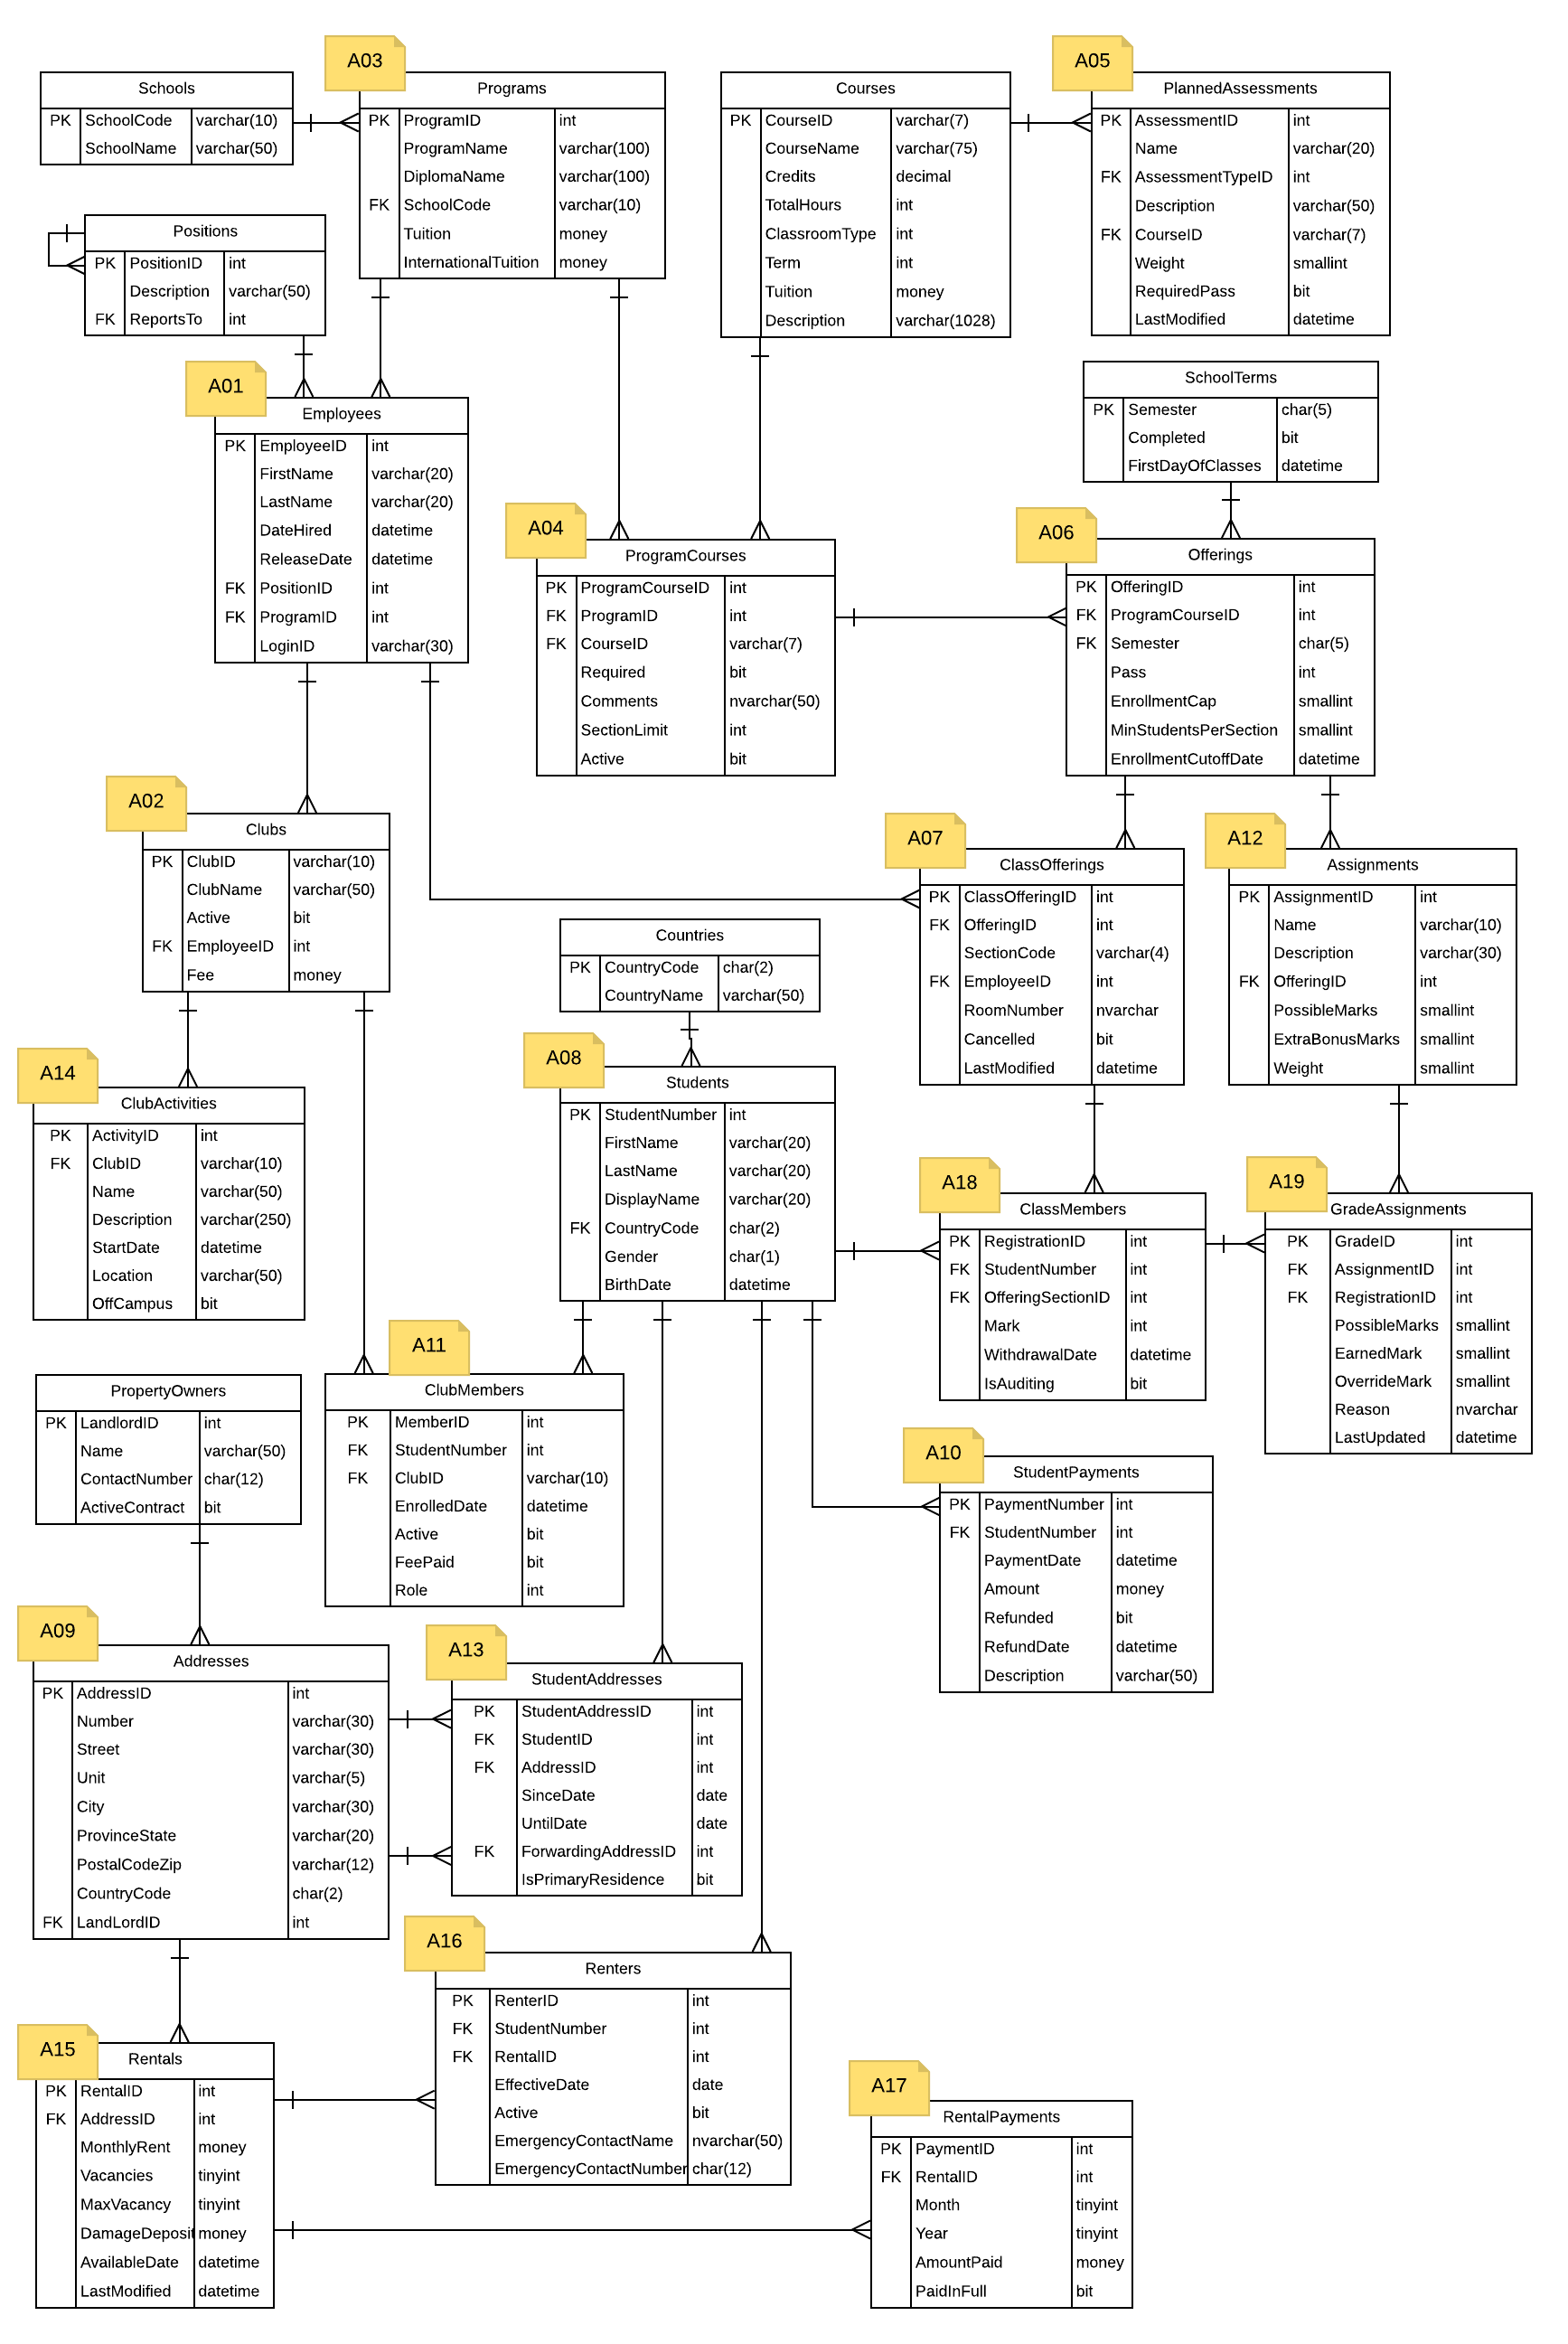 A03
Schools
PK SchoolCode varchar(10)
SchoolName varchar(50)
Programs
PK ProgramID int
ProgramName varchar(100)
DiplomaName varchar(100)
FK SchoolCode varchar(10)
Tuition money
InternationalTuition money
Courses
PK CourseID varchar(7)
CourseName varchar(75)
Credits decimal
TotalHours int
ClassroomType int
Term int
Tuition money
Description varchar(1028)
A05
PlannedAssessments
PK AssessmentID int
Name varchar(20)
FK AssessmentTypeID int
Description varchar(50)
FK CourseID varchar(7)
Weight smallint
RequiredPass bit
LastModified datetime
Positions
PK PositionID int
Description varchar(50)
FK ReportsTo int
A01
Employees
PK EmployeeID int
FirstName varchar(20)
LastName varchar(20)
DateHired datetime
ReleaseDate datetime
FK PositionID int
FK ProgramID int
LoginID varchar(30)
SchoolTerms
PK Semester char(5)
Completed bit
FirstDayOfClasses datetime
A04
ProgramCourses
PK ProgramCourseID int
FK ProgramID int
FK CourseID varchar(7)
Required bit
Comments nvarchar(50)
SectionLimit int
Active bit
A06
Offerings
PK OfferingID int
FK ProgramCourseID int
FK Semester char(5)
Pass int
EnrollmentCap smallint
MinStudentsPerSection smallint
EnrollmentCutoffDate datetime
A02
Clubs
PK ClubID varchar(10)
ClubName varchar(50)
Active bit
FK EmployeeID int
Fee money
A07
ClassOfferings
PK ClassOfferingID int
FK OfferingID int
SectionCode varchar(4)
FK EmployeeID int
RoomNumber nvarchar
Cancelled bit
LastModified datetime
A12
Assignments
PK AssignmentID int
Name varchar(10)
Description varchar(30)
FK OfferingID int
PossibleMarks smallint
ExtraBonusMarks smallint
Weight smallint
Countries
PK CountryCode char(2)
CountryName varchar(50)
A14
ClubActivities
PK ActivityID int
FK ClubID varchar(10)
Name varchar(50)
Description varchar(250)
StartDate datetime
Location varchar(50)
OffCampus bit
A08
Students
PK StudentNumber int
FirstName varchar(20)
LastName varchar(20)
DisplayName varchar(20)
FK CountryCode char(2)
Gender char(1)
BirthDate datetime
A18
ClassMembers
PK RegistrationID int
FK StudentNumber int
FK OfferingSectionID int
Mark int
WithdrawalDate datetime
IsAuditing bit
A19
GradeAssignments
PK GradeID int
FK AssignmentID int
FK RegistrationID int
PossibleMarks smallint
EarnedMark smallint
OverrideMark smallint
Reason nvarchar
LastUpdated datetime
PropertyOwners
PK LandlordID int
Name varchar(50)
ContactNumber char(12)
ActiveContract bit
A11
ClubMembers
PK MemberID int
FK StudentNumber int
FK ClubID varchar(10)
EnrolledDate datetime
Active bit
FeePaid bit
Role int
A10
StudentPayments
PK PaymentNumber int
FK StudentNumber int
PaymentDate datetime
Amount money
Refunded bit
RefundDate datetime
Description varchar(50)
A09
Addresses
PK AddressID int
Number varchar(30)
Street varchar(30)
Unit varchar(5)
City varchar(30)
ProvinceState varchar(20)
PostalCodeZip varchar(12)
CountryCode char(2)
FK LandLordID int
A13
StudentAddresses
PK StudentAddressID int
FK StudentID int
FK AddressID int
SinceDate date
UntilDate date
FK ForwardingAddressID int
IsPrimaryResidence bit
A16
Renters
PK RenterID int
FK StudentNumber int
FK RentalID int
EffectiveDate date
Active bit
EmergencyContactName nvarchar(50)
EmergencyContactNumber char(12)
A15
Rentals
PK RentalID int
FK AddressID int
MonthlyRent money
Vacancies tinyint
MaxVacancy tinyint
DamageDeposit money
AvailableDate datetime
LastModified datetime
A17
RentalPayments
PK PaymentID int
FK RentalID int
Month tinyint
Year tinyint
AmountPaid money
PaidInFull bit